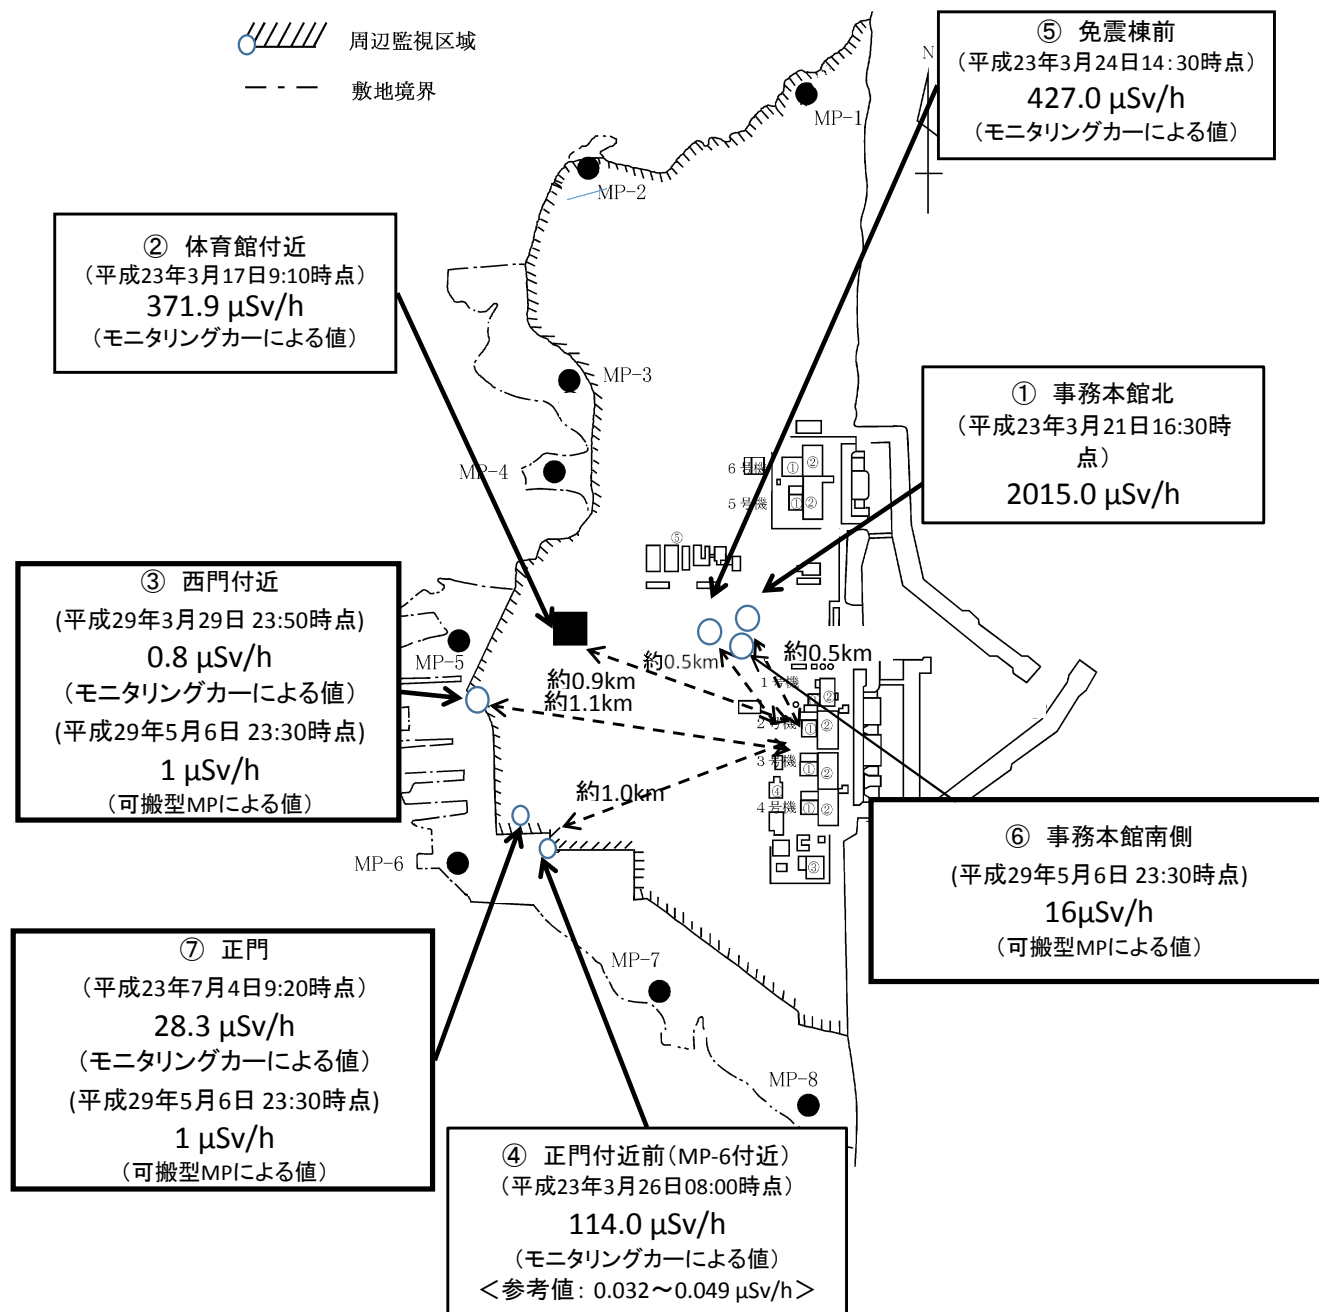 周辺監視区域
敷地境界
⑤ 免震棟前
（平成23年3月24日14：30時点）
427.0 µSv/h
（モニタリングカーによる値）
N
MP-1
MP-2
② 体育館付近
（平成23年3月17日9:10時点）
371.9 µSv/h
（モニタリングカーによる値）
MP-3
① 事務本館北
（平成23年3月21日16:30時
点）
2015.0 µSv/h
MP-4
6号機
①
②
5号機
①
②
⑤
③ 西門付近
(平成29年3月29日 23:50時点)
0.8 µSv/h
（モニタリングカーによる値）
(平成29年5月6日 23:30時点)
1 µSv/h
（可搬型MPによる値）
MP-5
約0.5km
約0.5km
約0.9km
約1.1km
1号機
②
2号機
①
②
3号機
①
②
④
4号機
①
②
③
約1.0km
MP-6
⑥ 事務本館南側
(平成29年5月6日 23:30時点)
16µSv/h
（可搬型MPによる値）
⑦ 正門
（平成23年7月4日9:20時点）
28.3 µSv/h
（モニタリングカーによる値）
(平成29年5月6日 23:30時点)
1 µSv/h
（可搬型MPによる値）
MP-7
MP-8
④ 正門付近前（MP-6付近）
（平成23年3月26日08:00時点）
114.0 µSv/h
（モニタリングカーによる値）
＜参考値： 0.032～0.049 µSv/h＞